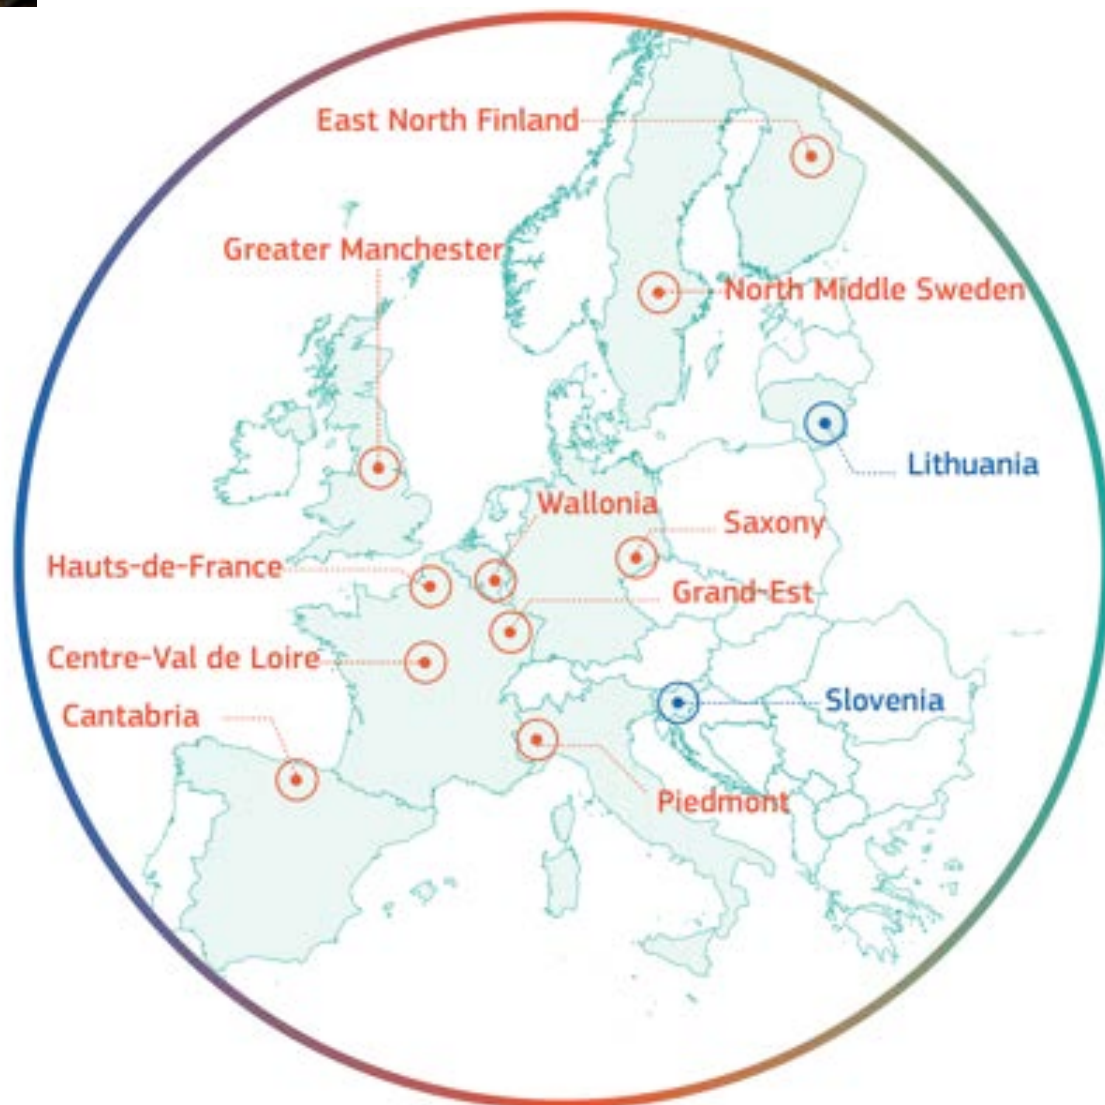 East North Finland
Greater Manchester
North Middle Sweden
Lithuania
Wallonia
Saxony
Hauts-de-France
Grand-Est
Centre-Val de Loire
Slovenia
Cantabria
Piedmont